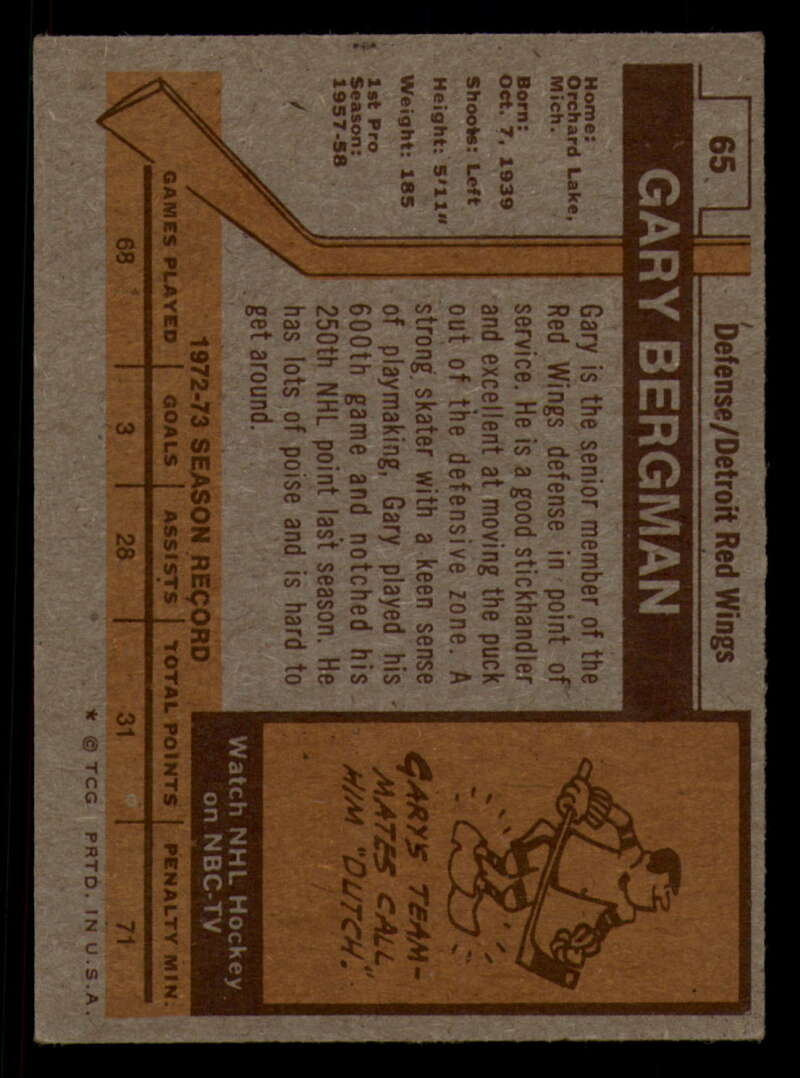 65
Defense/Detroit Red Wings
GARY BERGMAN
Home:
Orchard Lake,
Mich.
Born:
Oct. 7, 1939
Shoots: Left
Height: 5'11"
Weight: 185
1st Pro
Season:
1957-58
Gary is the senior member of the
Red Wings defense in point of
service. He is a good stickhandler
and excellent at moving the puck
out of the defensive zone. A
strong skater with a keen sense
of playmaking, Gary played his
600th game and notched his
250th NHL point last season. He
has lots of poise and is hard to
get around.
GARY'S TEAM-
MATES CALL
HIM "DUTCH."
Watch NHL Hockey
on NBC-TV
1972-73 SEASON RECORD
GAMES PLAYED GOALS ASSISTS TOTAL POINTS PENALTY MIN.
68 3 28 31 71
* © TCG PRTD. IN U.S.A.